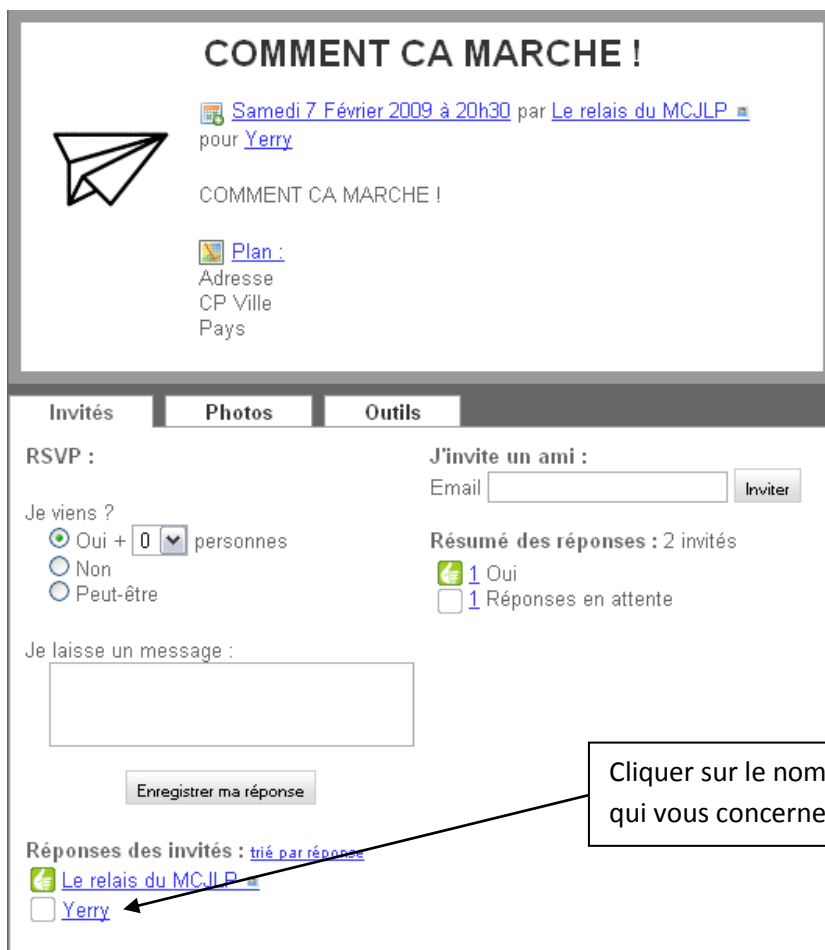 COMMENT CA MARCHE !
Samedi 7 Février 2009 à 20h30 par Le relais du MCJLP
pour Yerry
COMMENT CA MARCHE !
Plan :
Adresse
CP Ville
Pays
Invités Photos Outils
RSVP :
Je viens ?
Oui + 0 personnes
Non
Peut-être
Je laisse un message :
Enregistrer ma réponse
J'invite un ami :
Email Inviter
Résumé des réponses : 2 invités
1 Oui
1 Réponses en attente
Cliquer sur le nom
qui vous concerne
Réponses des invités : trié par réponse
Le relais du MCJLP
Yerry